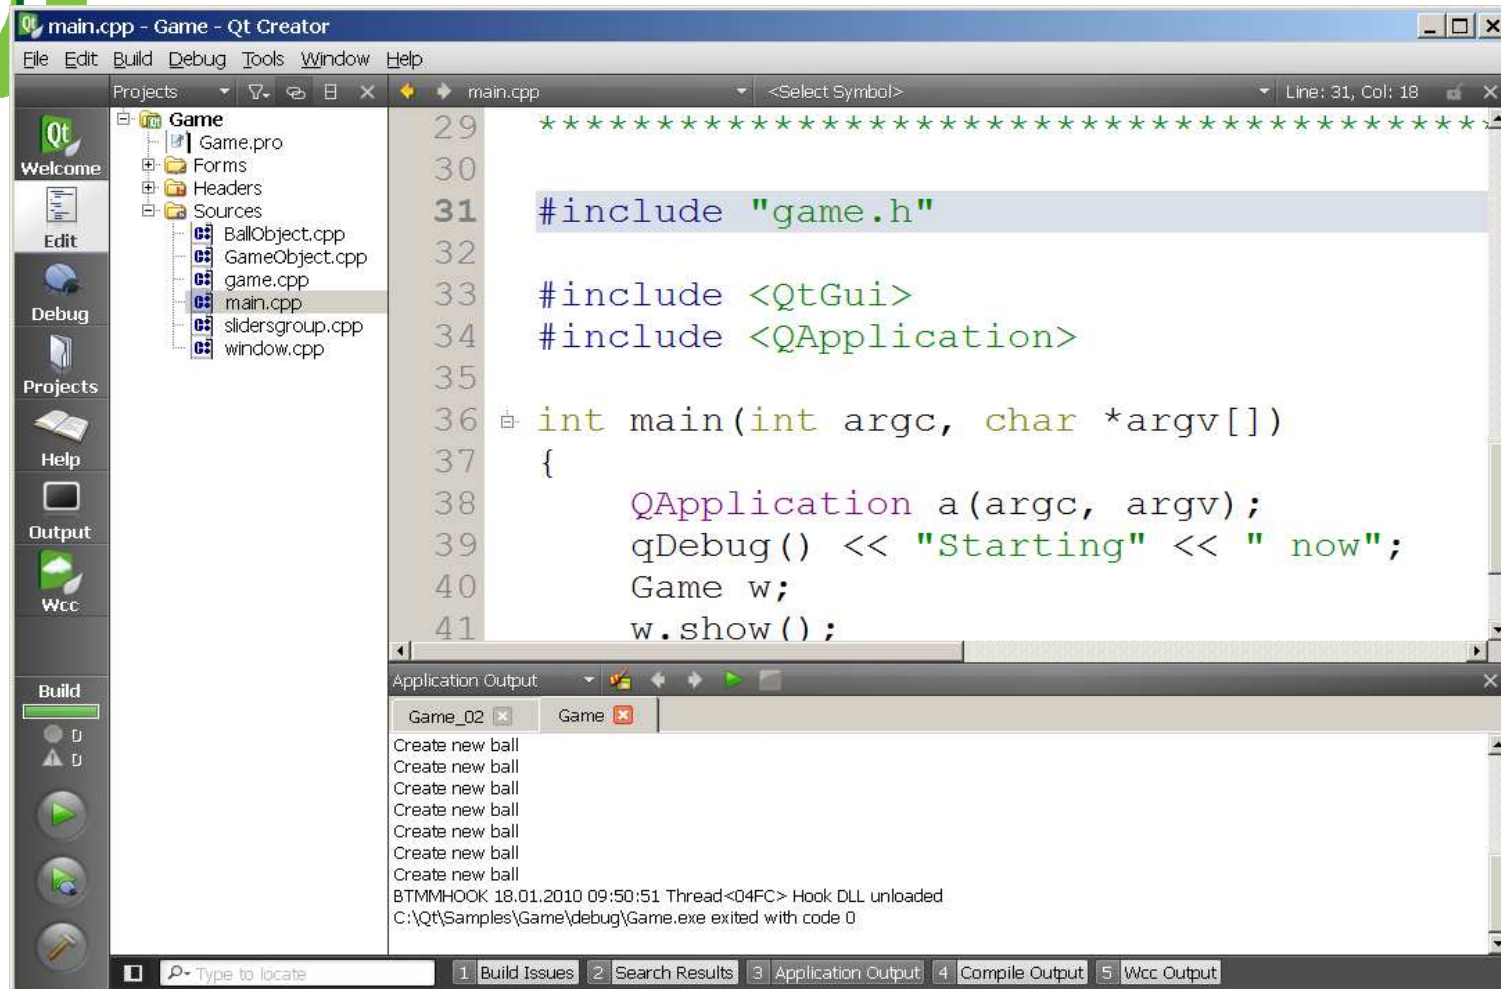 main.cpp - Game - Qt Creator
File Edit Build Debug Tools Window Help
Projects
main.cpp
<Select Symbol>
Line: 31, Col: 18
Qt
Welcome
Edit
Debug
Projects
Help
Output
Wcc
Build
Game
Game.pro
Forms
Headers
Sources
BallObject.cpp
GameObject.cpp
game.cpp
main.cpp
slidersgroup.cpp
window.cpp
29 ****************************************
30
31 #include "game.h"
32
33 #include <QtGui>
34 #include <QApplication>
35
36 int main(int argc, char *argv[])
37 {
38 QApplication a(argc, argv);
39 qDebug() << "Starting" << " now";
40 Game w;
41 w.show();
Application Output
Game_02 Game
Create new ball
Create new ball
Create new ball
Create new ball
Create new ball
Create new ball
Create new ball
BTMMHOOK 18.01.2010 09:50:51 Thread<04FC> Hook DLL unloaded
C:\Qt\Samples\Game\debug\Game.exe exited with code 0
Type to locate
1 Build Issues 2 Search Results 3 Application Output 4 Compile Output 5 Wcc Output